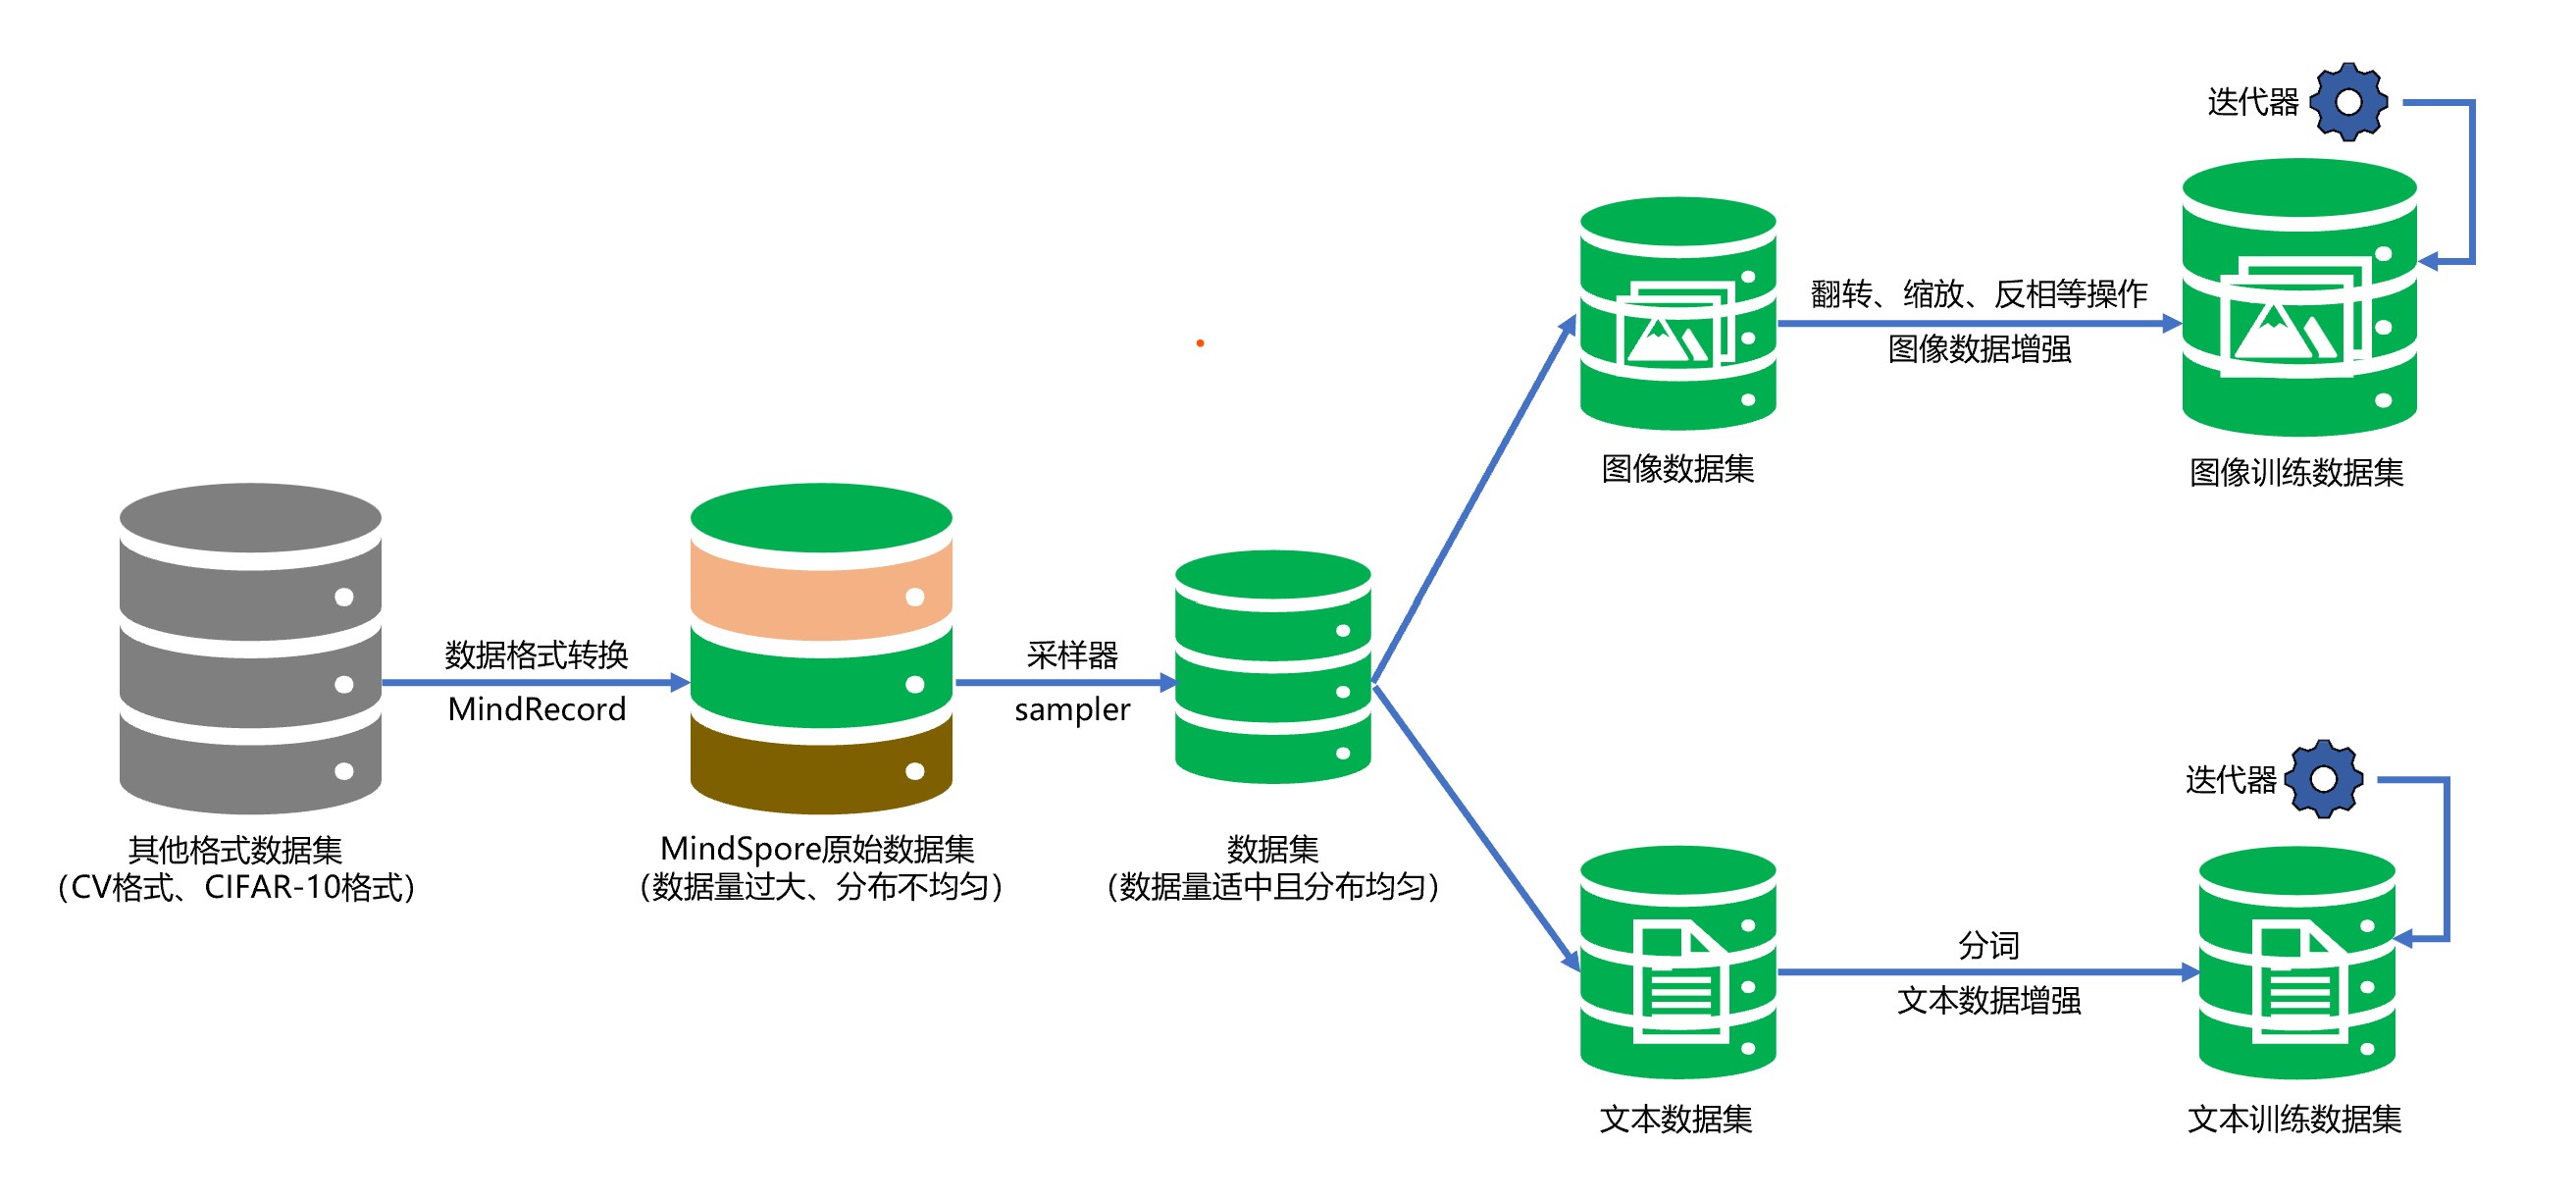 数据格式转换
MindRecord
其他格式数据集
（CV格式、CIFAR-10格式）
采样器
sampler
MindSpore原始数据集
（数据量过大、分布不均匀）
数据集
（数据量适中且分布均匀）
迭代器
翻转、缩放、反相等操作
图像数据增强
图像数据集
图像训练数据集
迭代器
分词
文本数据增强
文本数据集
文本训练数据集